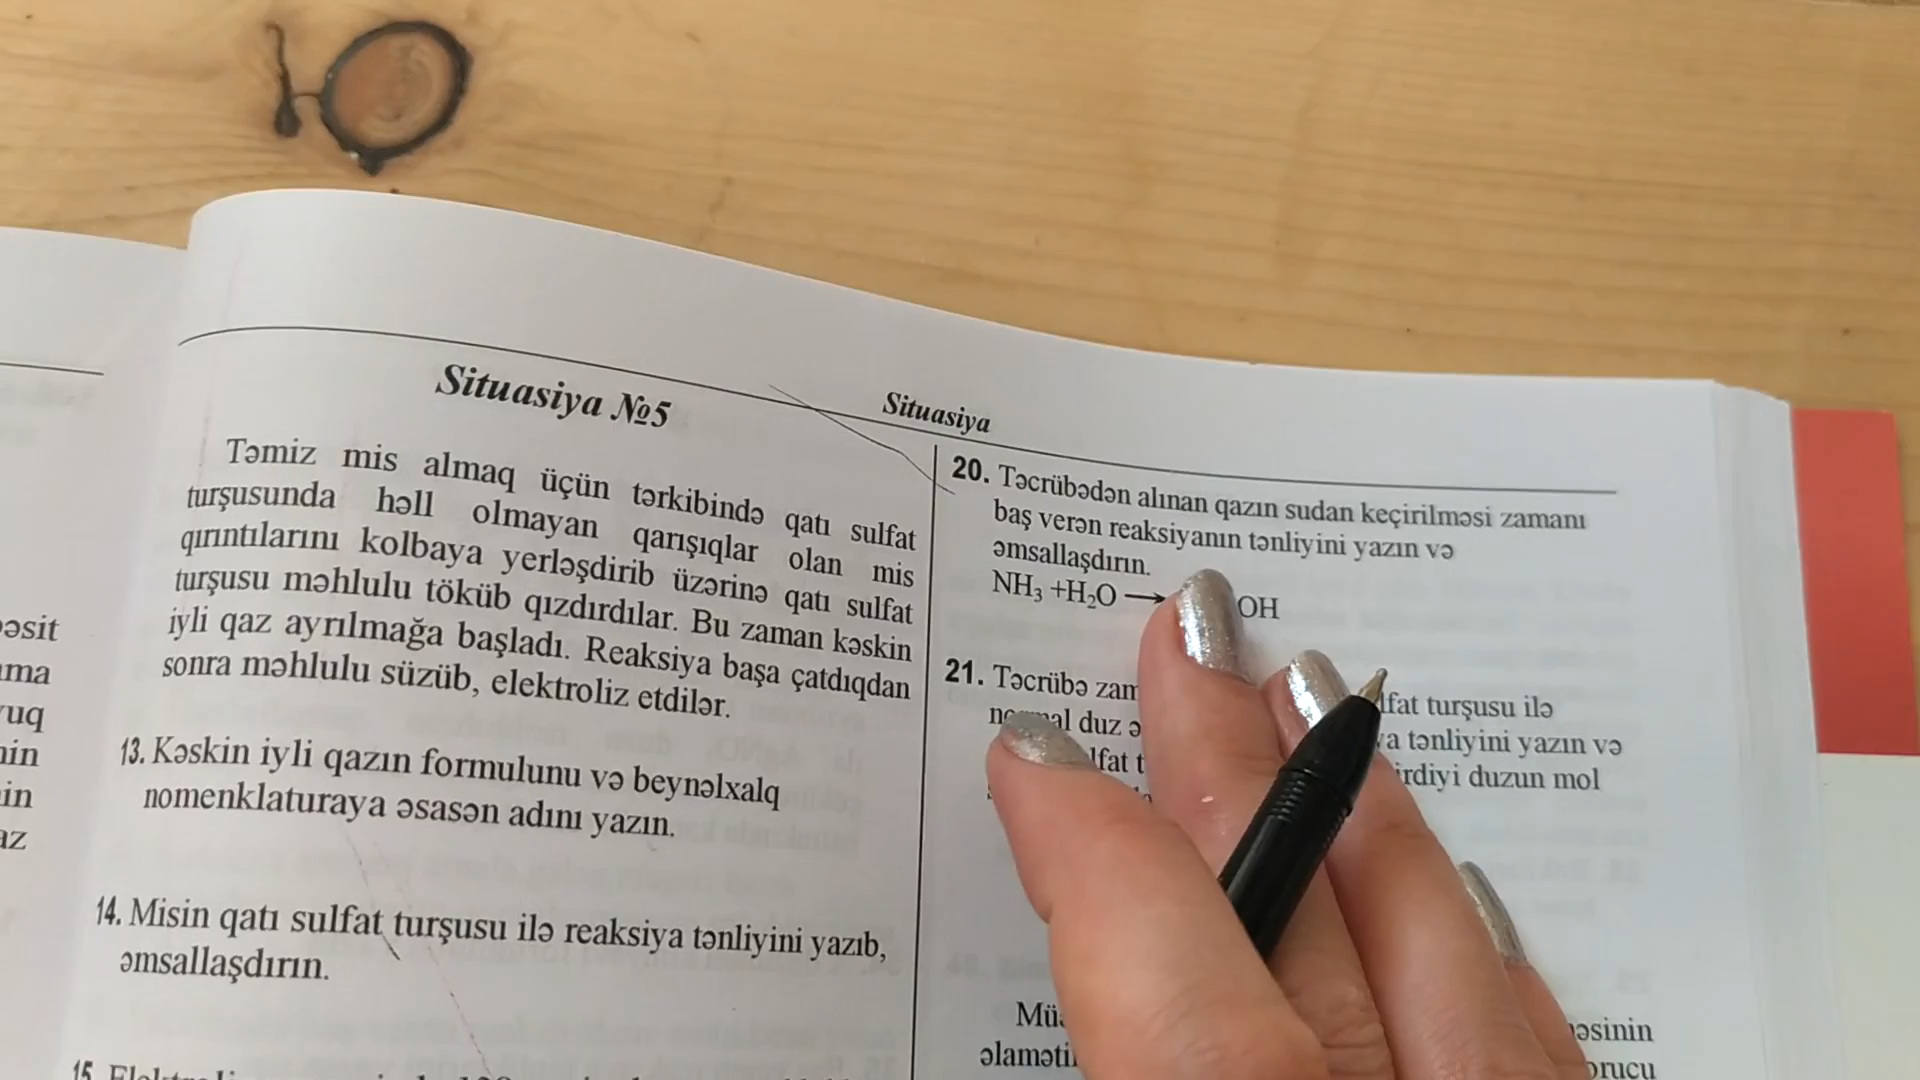 Situasiya №5
Təmiz mis almaq üçün tərkibində qatı sulfat
turşusunda həll olmayan qarışıqlar olan mis
qırıntılarını kolbaya yerləşdirib üzərinə qatı sulfat
turşusu məhlulu töküb qızdırdılar. Bu zaman kəskin
iyli qaz ayrılmağa başladı. Reaksiya başa çatdıqdan
sonra məhlulu süzüb, elektroliz etdilər.
13. Kəskin iyli qazın formulunu və beynəlxalq
nomenklaturaya əsasən adını yazın.
14. Misin qatı sulfat turşusu ilə reaksiya tənliyini yazıb,
əmsallaşdırın.
15.
Situasiya
20. Təcrübədən alınan qazın sudan keçirilməsi zamanı
baş verən reaksiyanın tənliyini yazın və
əmsallaşdırın.
NH₃ +H₂O ⟶ OH
21. Təcrübə zam lfat turşusu ilə
duz ə ya tənliyini yazın və
lfat t irdiyi duzun mol
Mü əsinin
əlaməti orucu
əsit
ma
uq
in
in
az